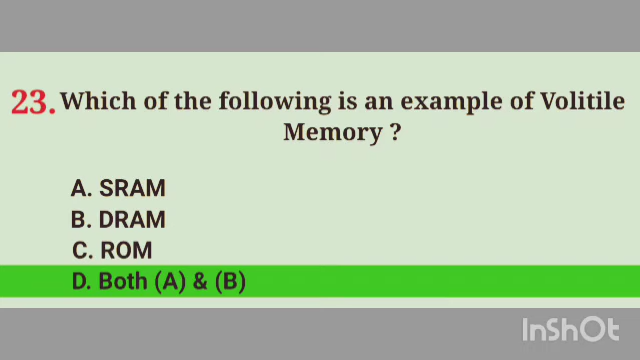 23. Which of the following is an example of Volitile
Memory ?
A. SRAM
B. DRAM
C. ROM
D. Both (A) & (B)
InShOt